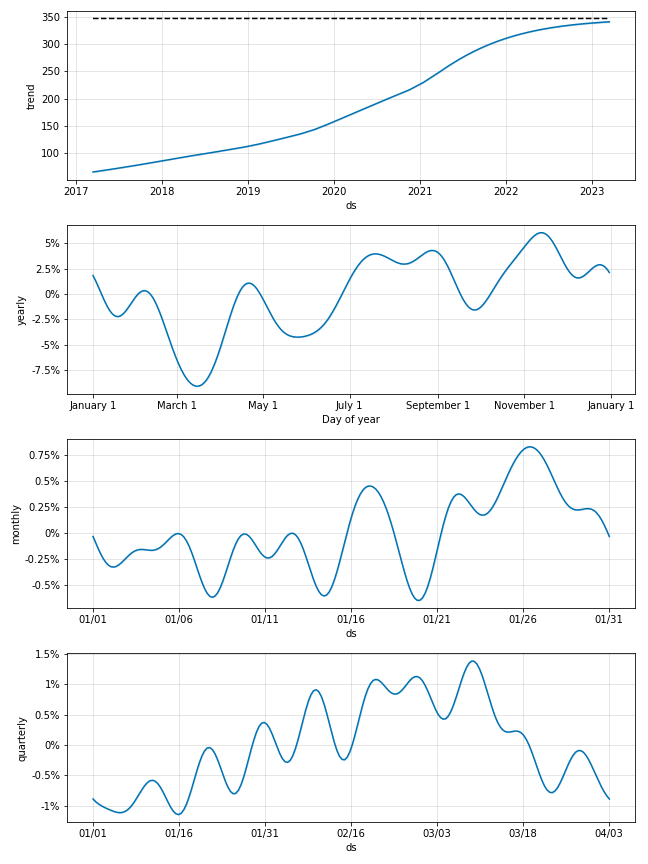 350
300
250
200
150
100
trend
2017 2018 2019 2020 2021 2022 2023
ds
5%
2.5%
0%
-2.5%
-5%
-7.5%
yearly
January 1 March 1 May 1 July 1 September 1 November 1 January 1
Day of year
0.75%
0.5%
0.25%
0%
-0.25%
-0.5%
monthly
01/01 01/06 01/11 01/16 01/21 01/26 01/31
ds
1.5%
1%
0.5%
0%
-0.5%
-1%
quarterly
01/01 01/16 01/31 02/16 03/03 03/18 04/03
ds